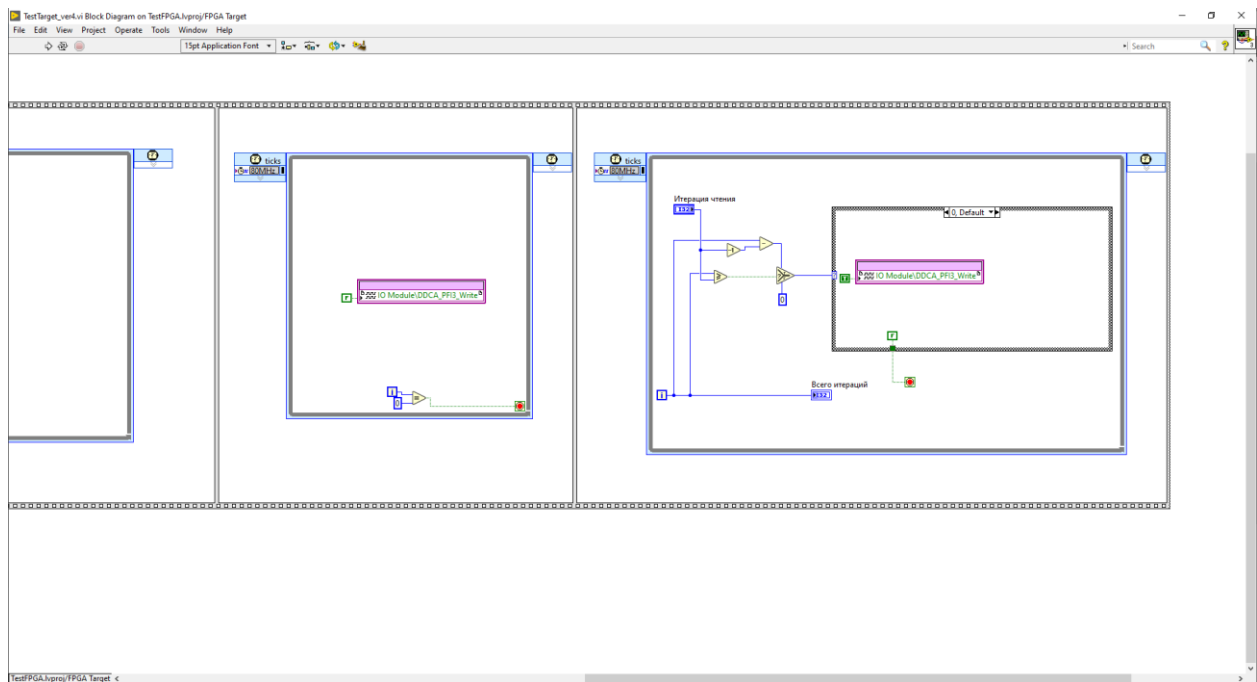 TestTarget_ver4.vi Block Diagram on TestFPGA.lvproj/FPGA Target
File Edit View Project Operate Tools Window Help
15pt Application Font
Search
ticks
80MHz
ticks
80MHz
Итерация чтения
I32
0, Default
IO Module\DDCA_PFI3_Write
IO Module\DDCA_PFI3_Write
F
0
F
i
0
i
Всего итераций
I32
TestFPGA.lvproj/FPGA Target